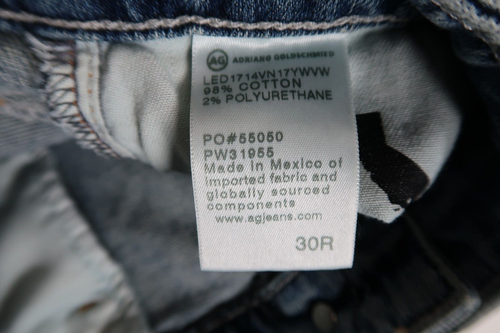 AG ADRIANO GOLDSCHMIED
LED1714VN17YWVW
98% COTTON
2% POLYURETHANE
PO#55050
PW31955
Made in Mexico of
imported fabric and
globally sourced
components
www.agjeans.com
30R